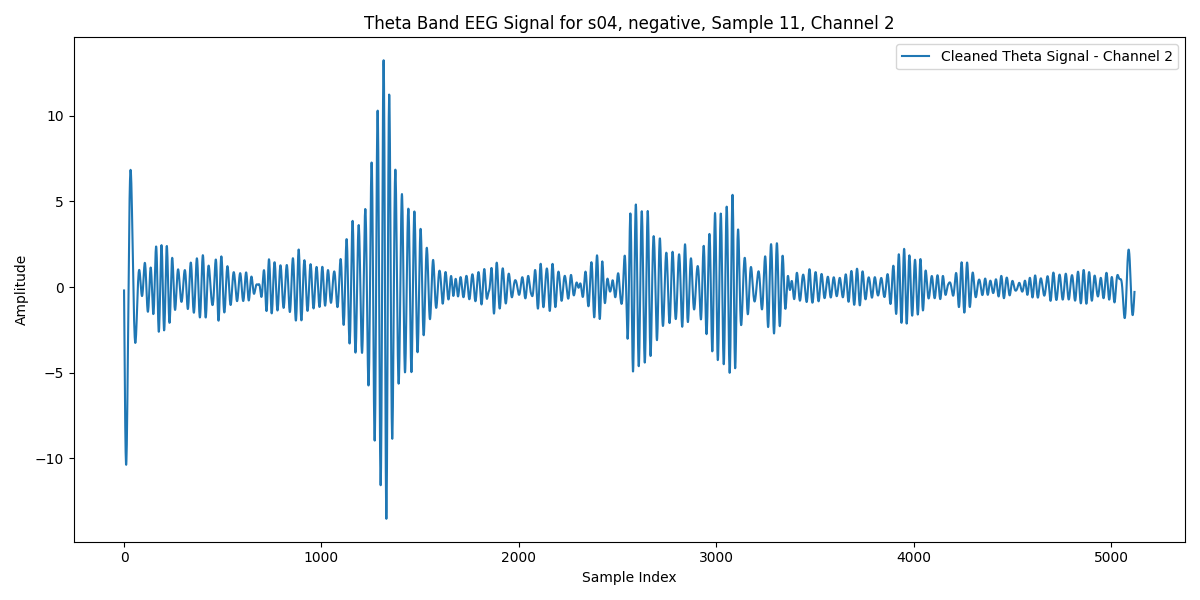 Theta Band EEG Signal for s04, negative, Sample 11, Channel 2
Cleaned Theta Signal - Channel 2
Amplitude
10
5
0
−5
−10
0 1000 2000 3000 4000 5000
Sample Index